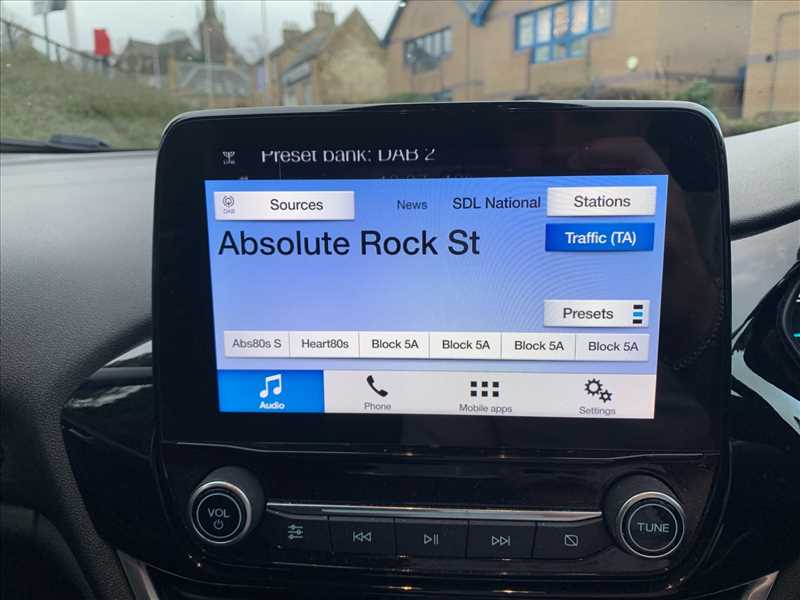 Preset bank: DAB 2
DAB
Sources
News
SDL National
Stations
Absolute Rock St
Traffic (TA)
Presets
Abs80s S
Heart80s
Block 5A
Block 5A
Block 5A
Block 5A
Audio
Phone
Mobile apps
Settings
VOL
TUNE